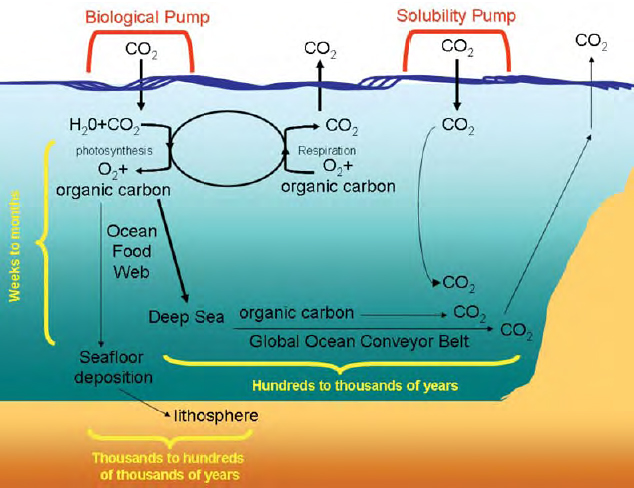 Biological Pump
Solubility Pump
CO₂
CO₂
CO₂
CO₂
H₂0+CO₂
CO₂
CO₂
photosynthesis
Respiration
O₂+
organic carbon
O₂+
organic carbon
Weeks to months
Ocean
Food
Web
CO₂
Deep Sea
organic carbon
CO₂
CO₂
Global Ocean Conveyor Belt
Seafloor
deposition
Hundreds to thousands of years
lithosphere
Thousands to hundreds
of thousands of years